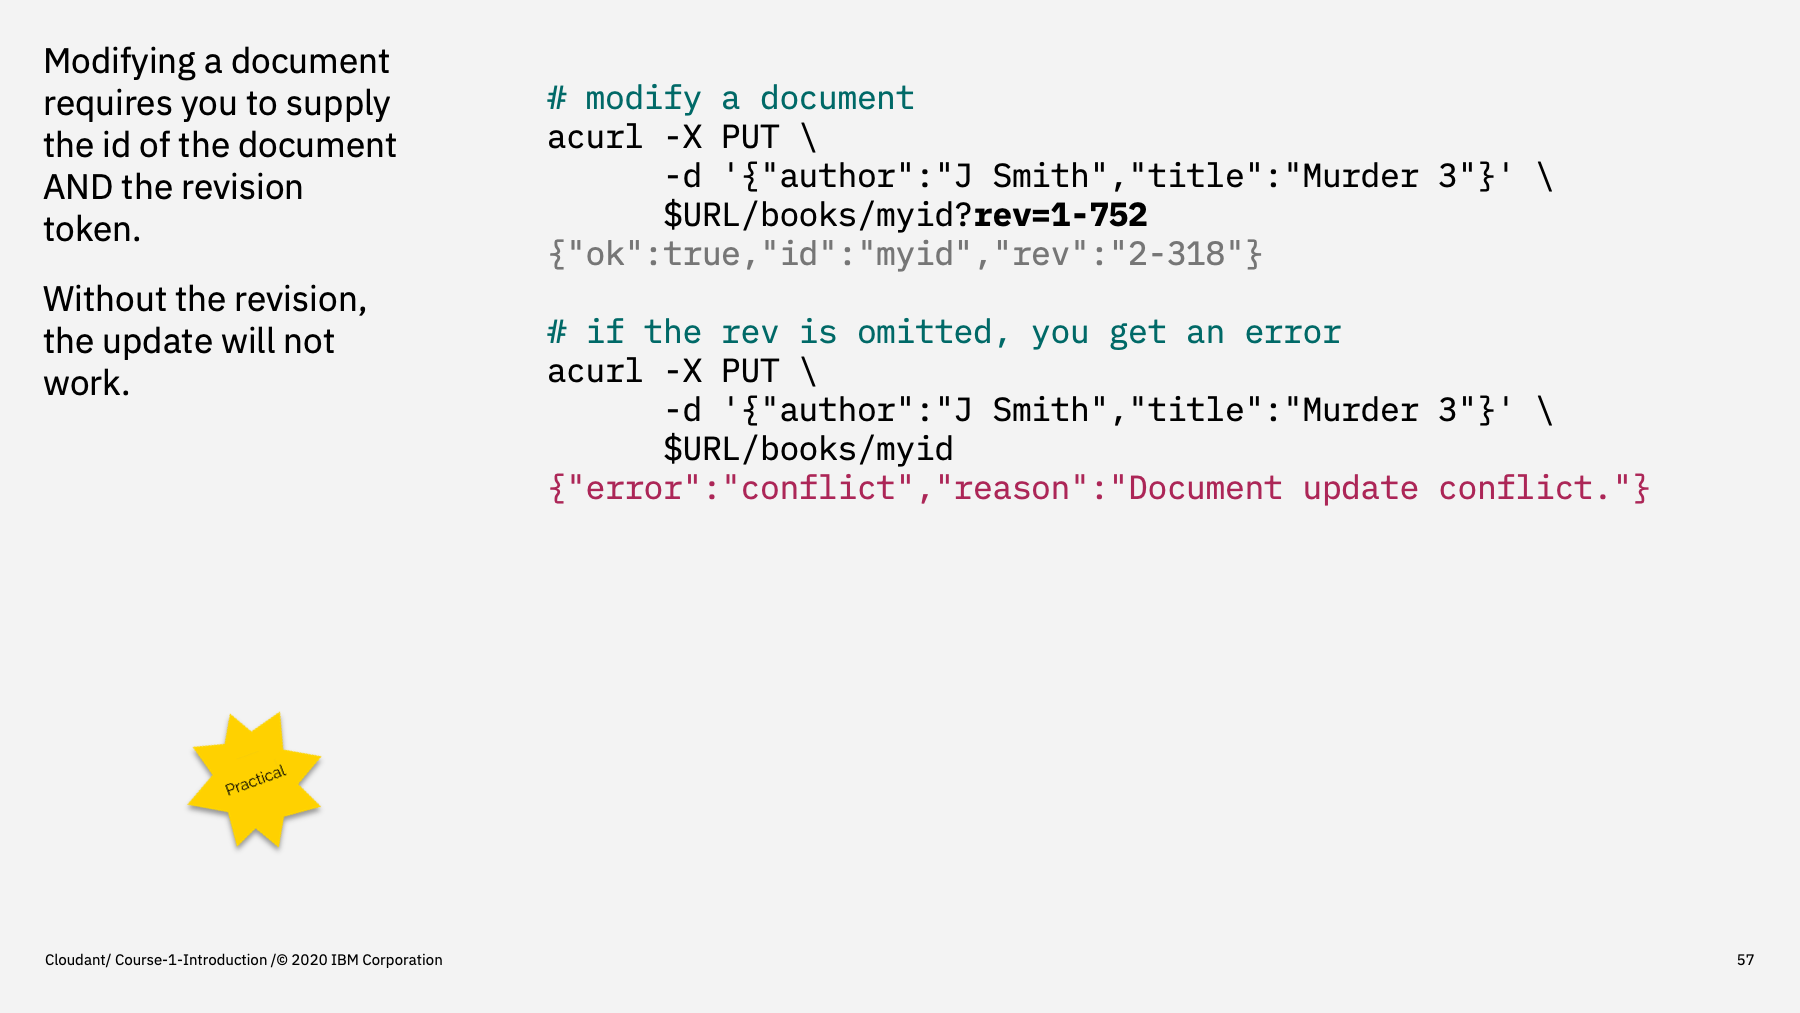 Modifying a document
requires you to supply
the id of the document
AND the revision
token.
Without the revision,
the update will not
work.
# modify a document
acurl -X PUT \
-d '{"author":"J Smith","title":"Murder 3"}' \
$URL/books/myid?rev=1-752
{"ok":true,"id":"myid","rev":"2-318"}
# if the rev is omitted, you get an error
acurl -X PUT \
-d '{"author":"J Smith","title":"Murder 3"}' \
$URL/books/myid
{"error":"conflict","reason":"Document update conflict."}
Practical
Cloudant/ Course-1-Introduction /© 2020 IBM Corporation
57